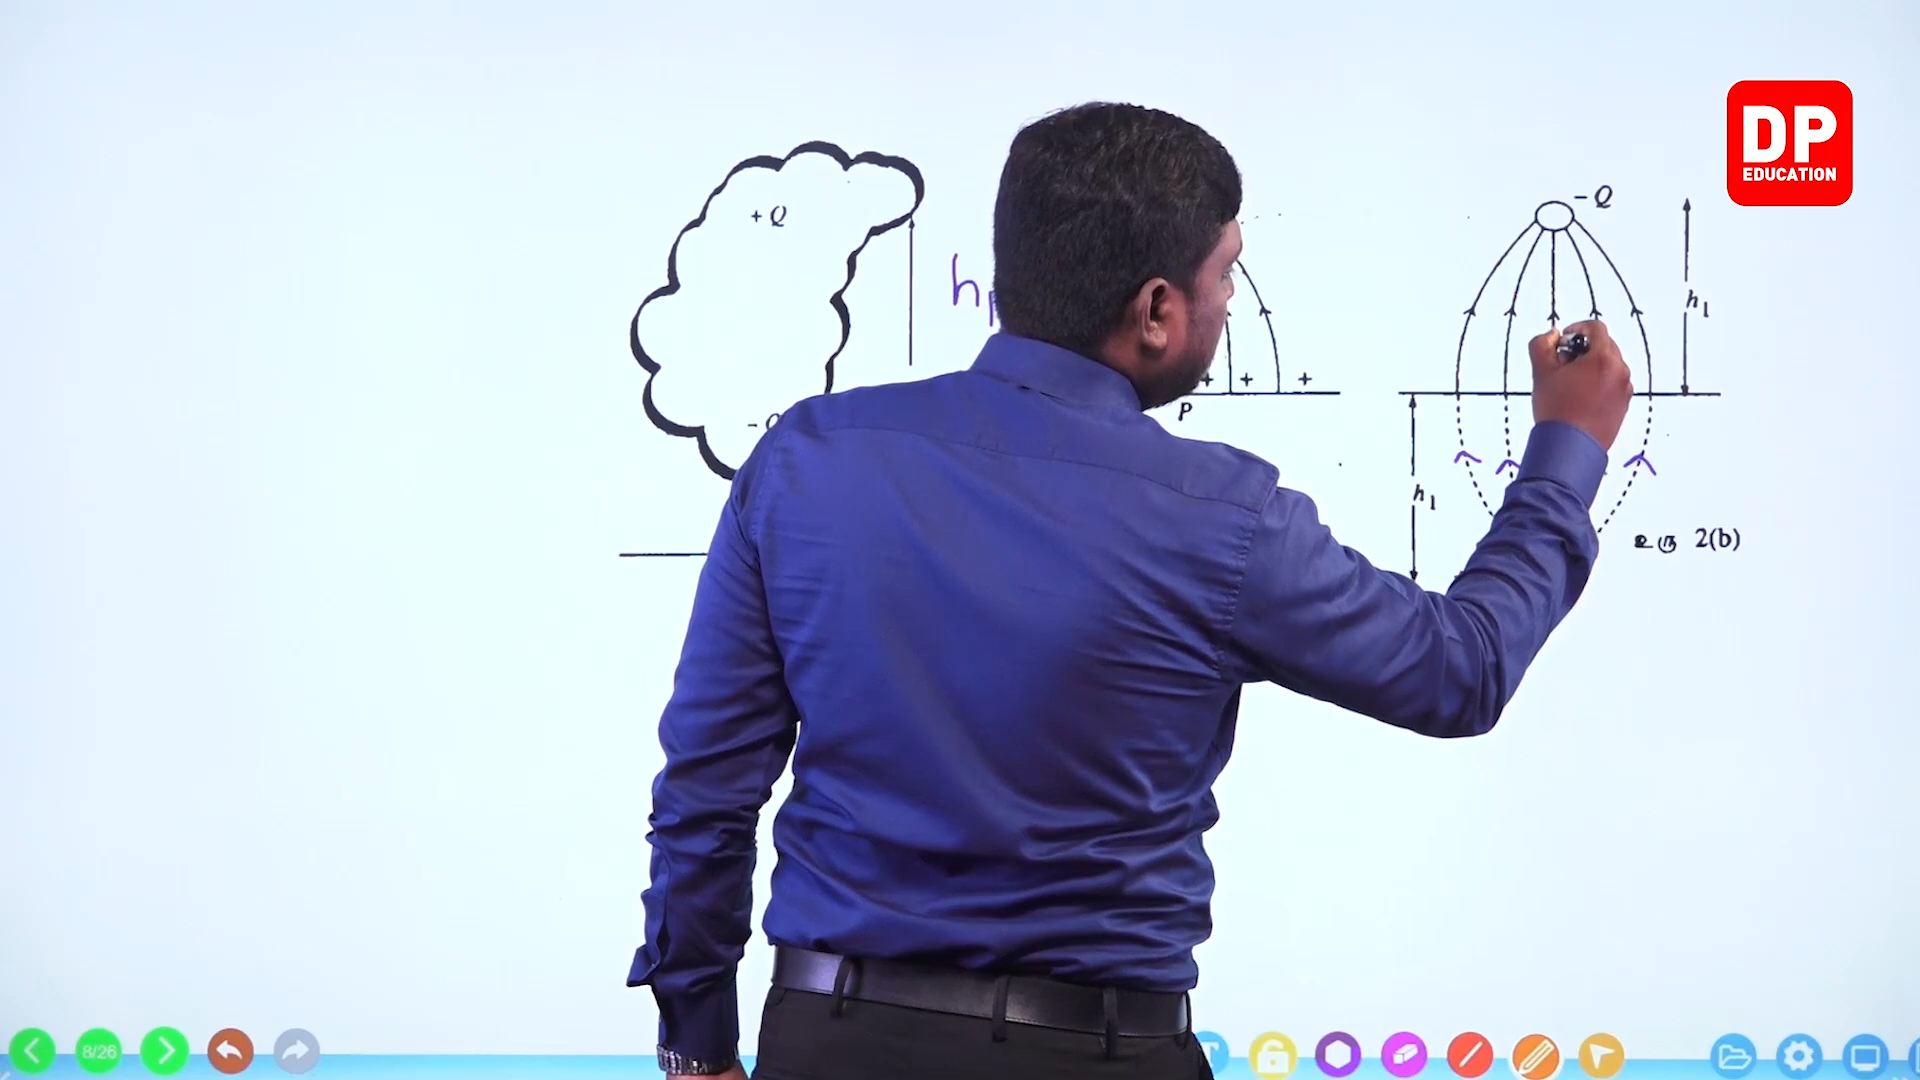 DP
EDUCATION
+ Q
- Q
h
+ + +
P
- Q
h1
h1
உரு 2(b)
8/26